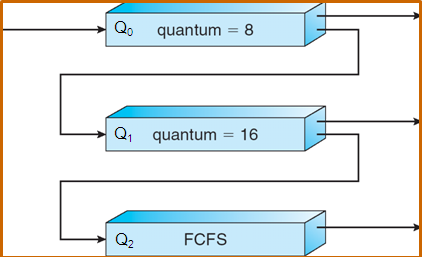 Q₀ quantum = 8
Q₁ quantum = 16
Q₂ FCFS